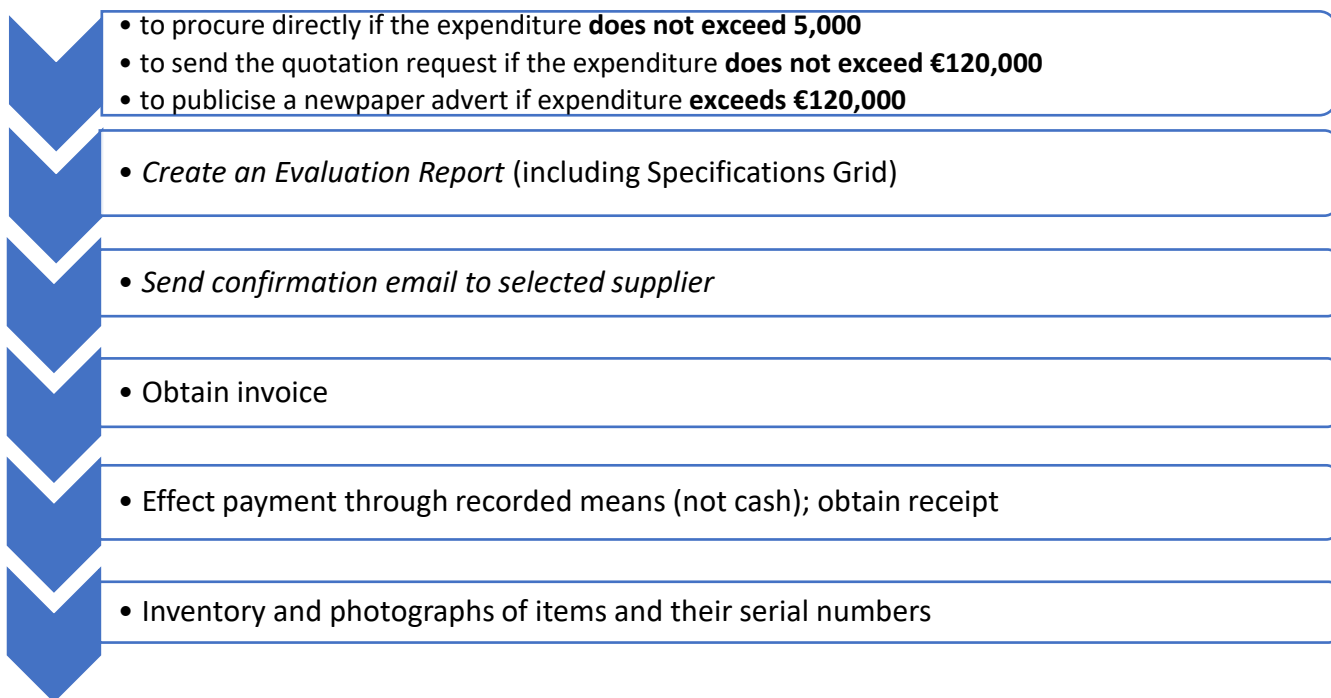 • to procure directly if the expenditure does not exceed 5,000
• to send the quotation request if the expenditure does not exceed €120,000
• to publicise a newpaper advert if expenditure exceeds €120,000
• Create an Evaluation Report (including Specifications Grid)
• Send confirmation email to selected supplier
• Obtain invoice
• Effect payment through recorded means (not cash); obtain receipt
• Inventory and photographs of items and their serial numbers